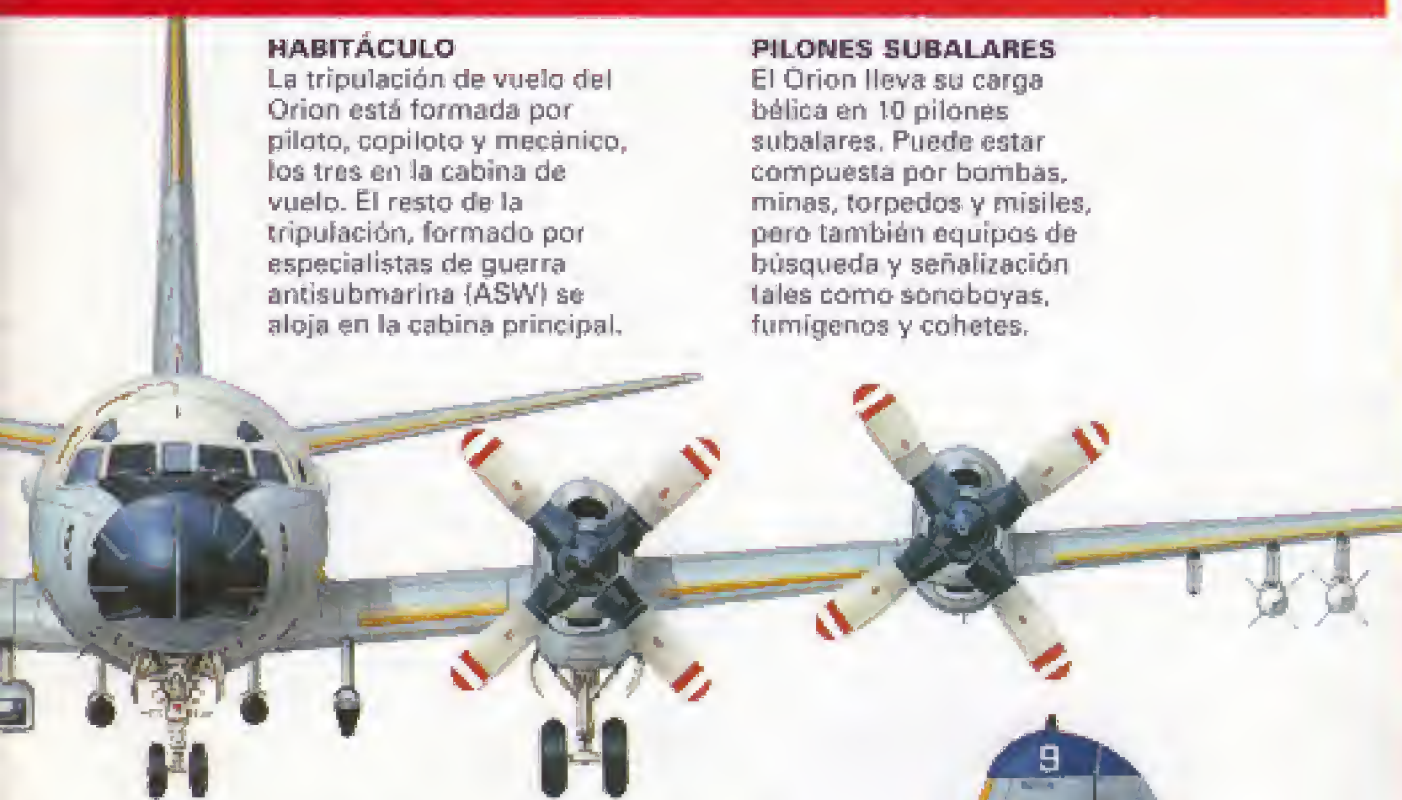 HABITÁCULO
La tripulación de vuelo del
Orion está formada por
piloto, copiloto y mecánico,
los tres en la cabina de
vuelo. El resto de la
tripulación, formado por
especialistas de guerra
antisubmarina (ASW) se
aloja en la cabina principal.
PILONES SUBALARES
El Orion lleva su carga
bélica en 10 pilones
subalares. Puede estar
compuesta por bombas,
minas, torpedos y misiles,
pero también equipos de
búsqueda y señalización
tales como sonoboyas,
fumígenos y cohetes.
9